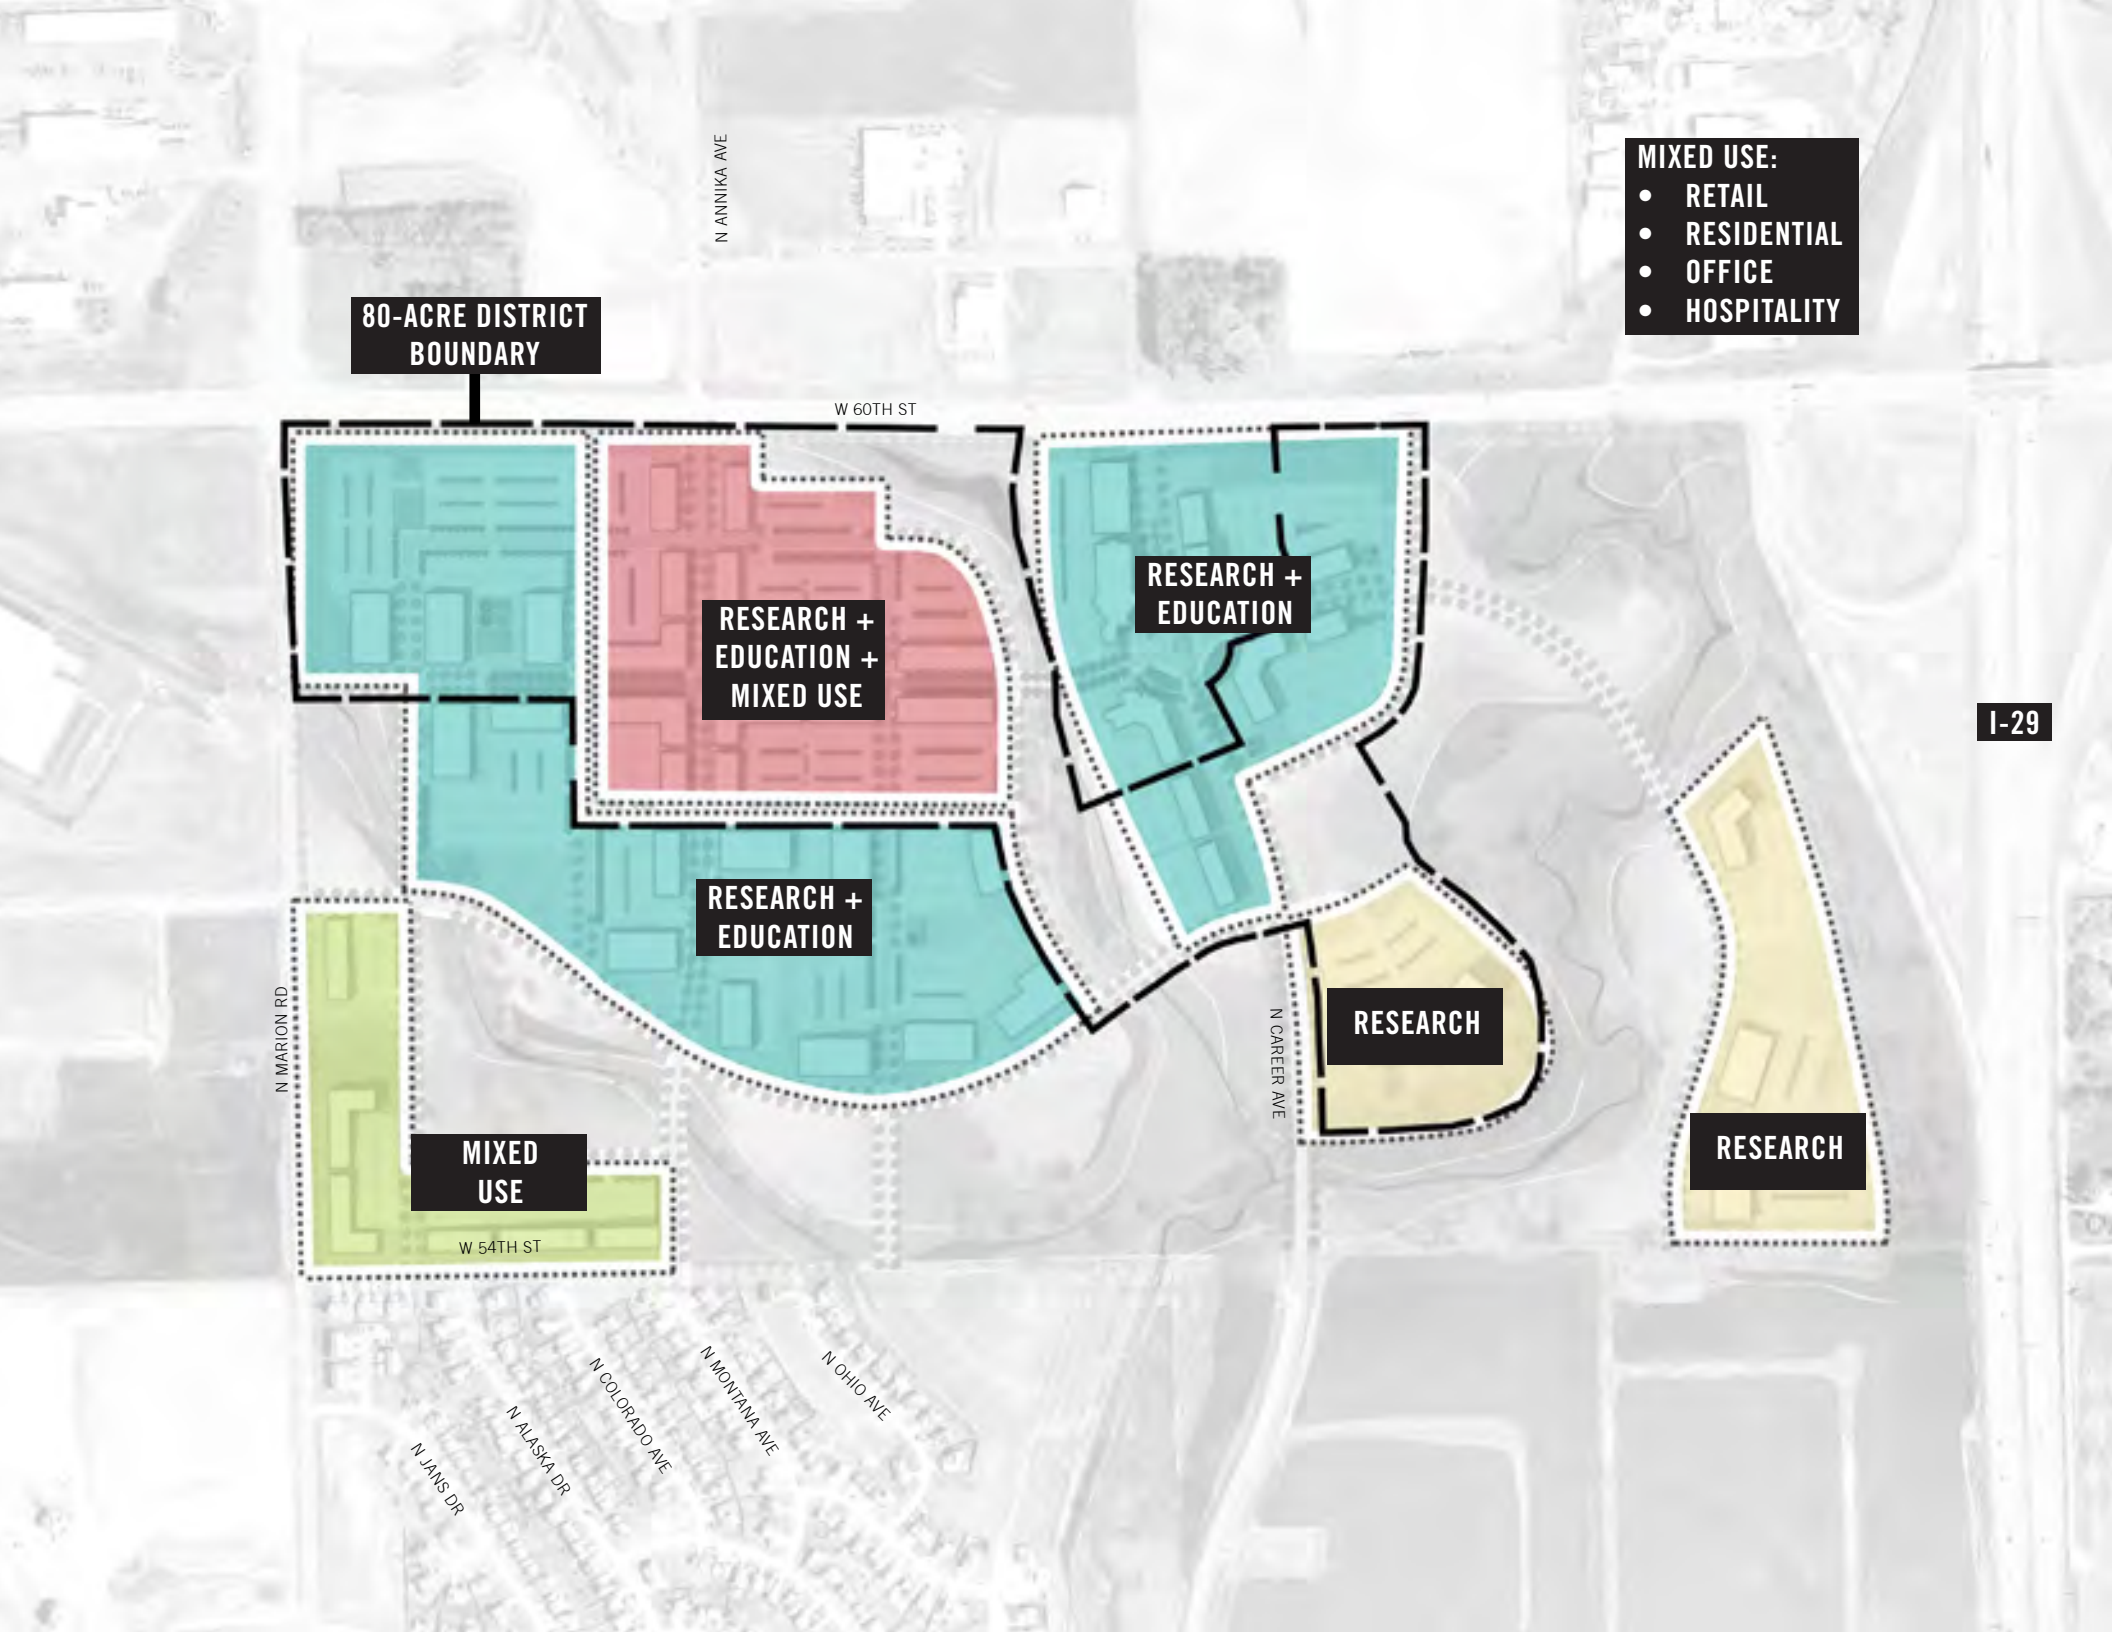 N ANNIKA AVE
MIXED USE:
• RETAIL
• RESIDENTIAL
• OFFICE
• HOSPITALITY
80-ACRE DISTRICT
BOUNDARY
W 60TH ST
RESEARCH +
EDUCATION
RESEARCH +
EDUCATION +
MIXED USE
I-29
RESEARCH +
EDUCATION
N MARION RD
N CAREER AVE
RESEARCH
RESEARCH
MIXED
USE
W 54TH ST
N JANS DR
N ALASKA DR
N COLORADO AVE
N MONTANA AVE
N OHIO AVE